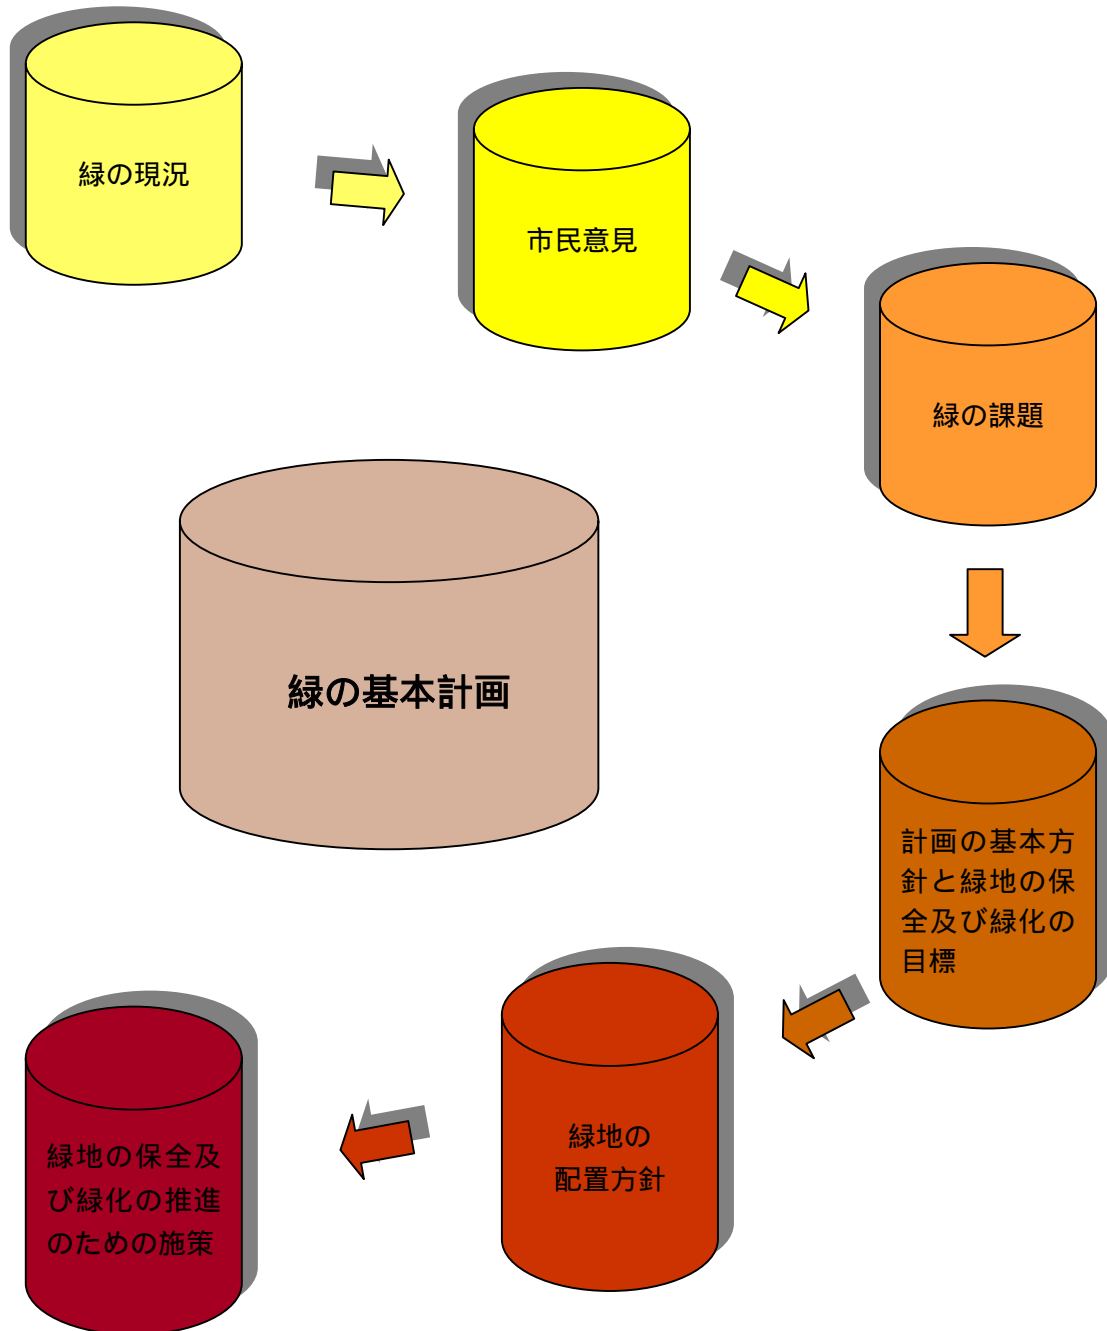 緑の現況
市民意見
緑の課題
緑の基本計画
計画の基本方
針と緑地の保
全及び緑化の
目標
緑地の
配置方針
緑地の保全及
び緑化の推進
のための施策